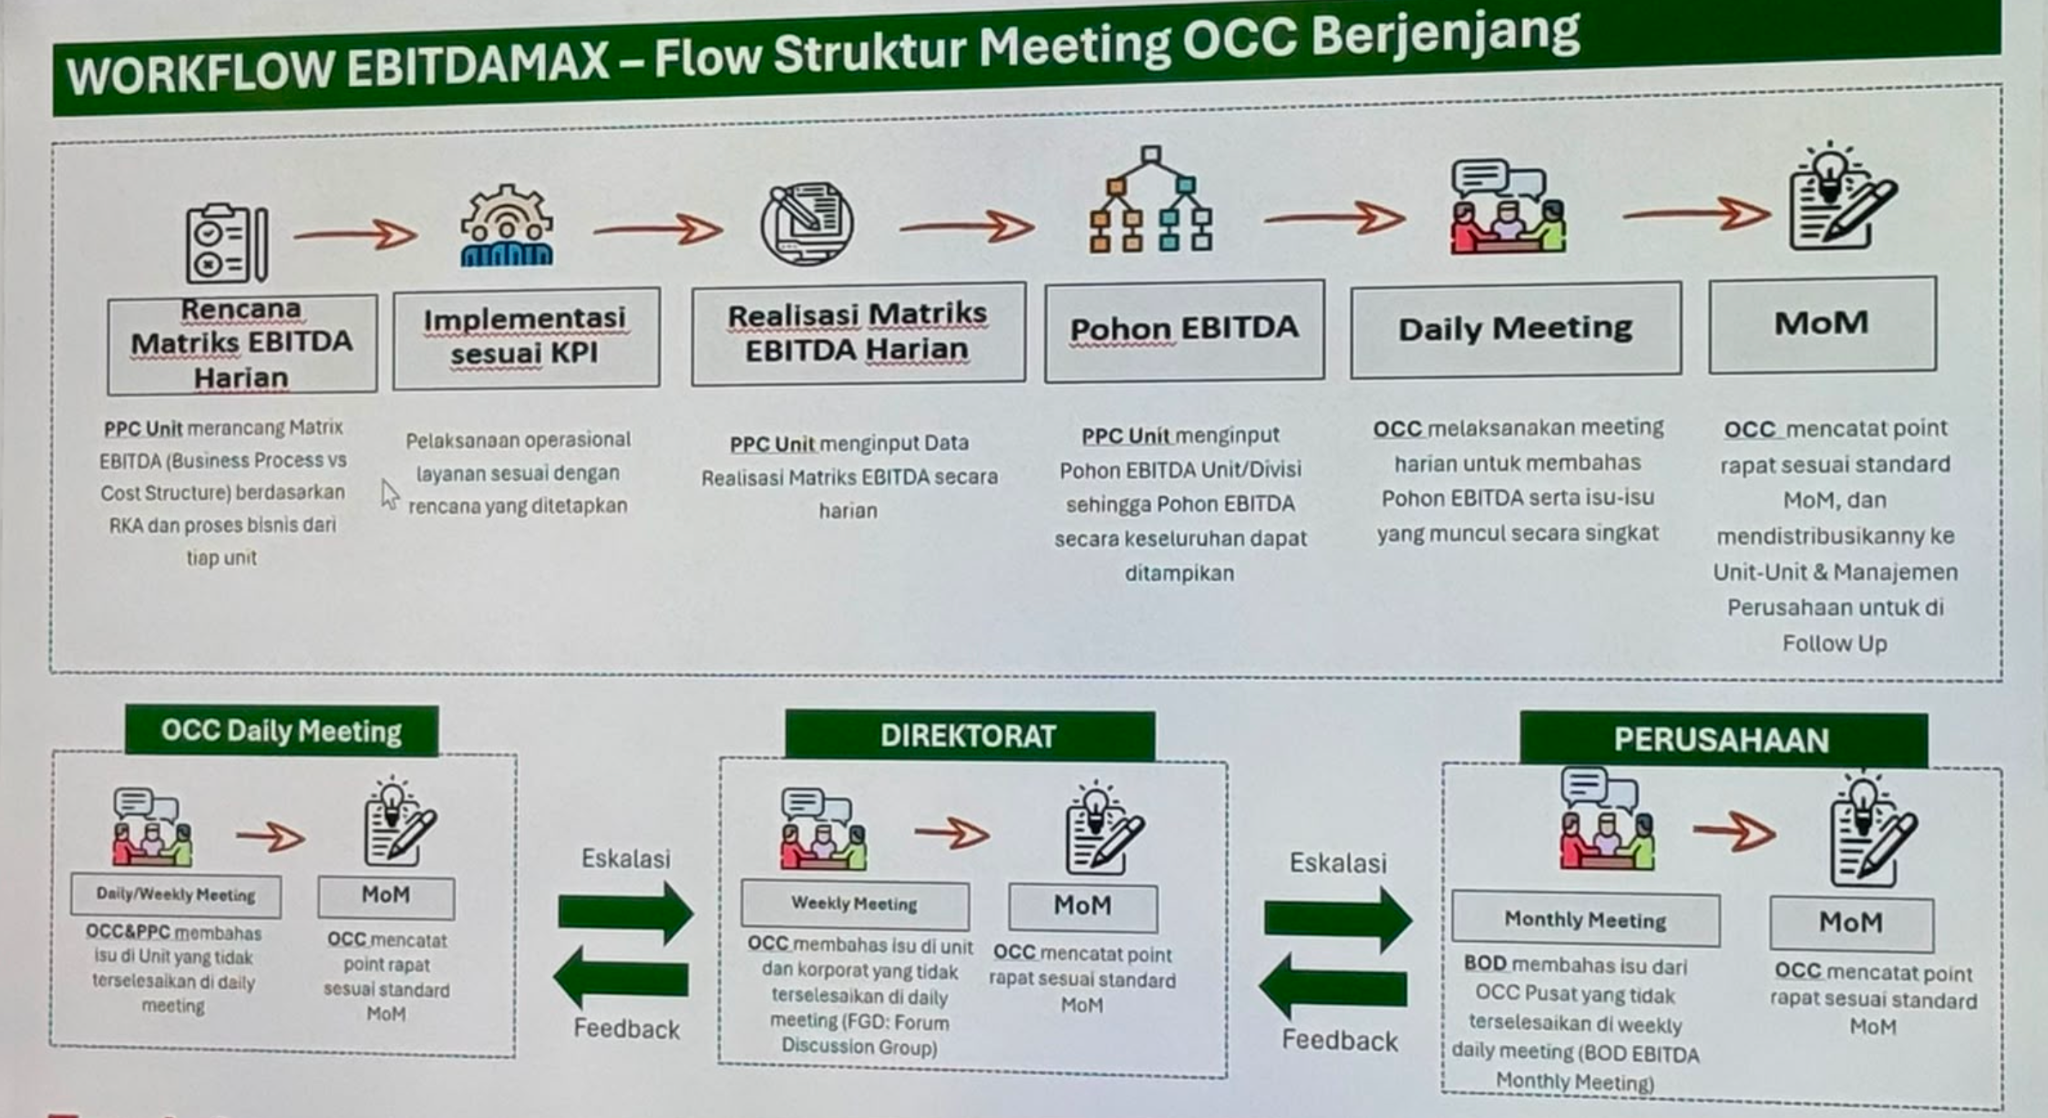 WORKFLOW EBITDAMAX – Flow Struktur Meeting OCC Berjenjang
Rencana
Matriks EBITDA
Harian
PPC Unit merancang Matrix
EBITDA (Business Process vs
Cost Structure) berdasarkan
RKA dan proses bisnis dari
tiap unit
Implementasi
sesuai KPI
Pelaksanaan operasional
layanan sesuai dengan
rencana yang ditetapkan
Realisasi Matriks
EBITDA Harian
PPC Unit menginput Data
Realisasi Matriks EBITDA secara
harian
Pohon EBITDA
PPC Unit menginput
Pohon EBITDA Unit/Divisi
sehingga Pohon EBITDA
secara keseluruhan dapat
ditampikan
Daily Meeting
OCC melaksanakan meeting
harian untuk membahas
Pohon EBITDA serta isu-isu
yang muncul secara singkat
MoM
OCC mencatat point
rapat sesuai standard
MoM, dan
mendistribusikanny ke
Unit-Unit & Manajemen
Perusahaan untuk di
Follow Up
OCC Daily Meeting
Daily/Weekly Meeting
OCC&PPC membahas
isu di Unit yang tidak
terselesaikan di daily
meeting
MoM
OCC mencatat
point rapat
sesuai standard
MoM
Eskalasi
Feedback
DIREKTORAT
Weekly Meeting
OCC membahas isu di unit
dan korporat yang tidak
terselesaikan di daily
meeting (FGD: Forum
Discussion Group)
MoM
OCC mencatat point
rapat sesuai standard
MoM
Eskalasi
Feedback
PERUSAHAAN
Monthly Meeting
BOD membahas isu dari
OCC Pusat yang tidak
terselesaikan di weekly
daily meeting (BOD EBITDA
Monthly Meeting)
MoM
OCC mencatat point
rapat sesuai standard
MoM